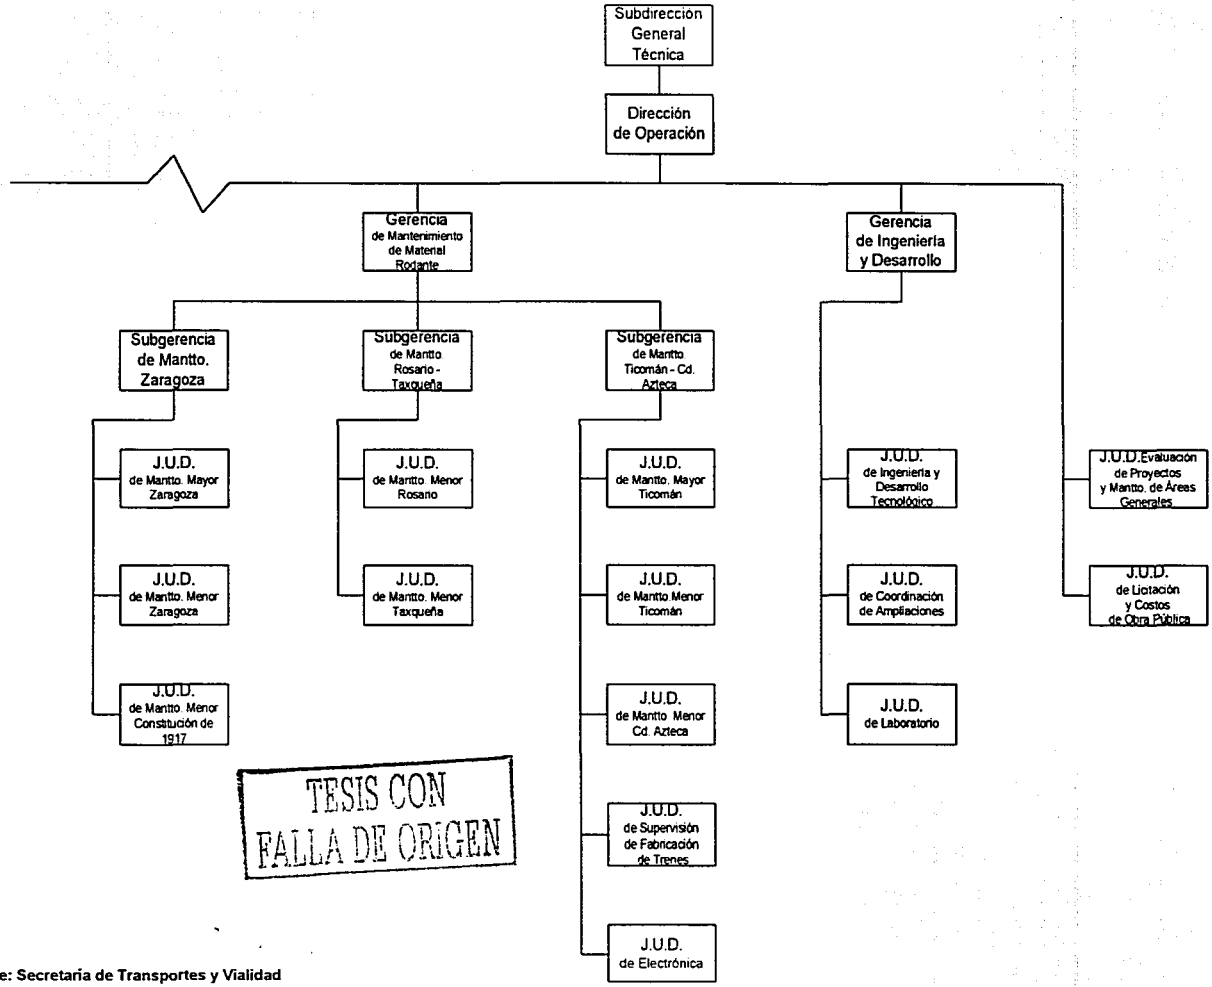 Subdirección
General
Técnica
Dirección
de Operación
Gerencia
de Mantenimiento
de Material
Rodante
Gerencia
de Ingeniería
y Desarrollo
Subgerencia
de Mantto.
Zaragoza
Subgerencia
de Mantto
Rosario -
Taxqueña
Subgerencia
de Mantto
Ticomán - Cd.
Azteca
J.U.D.
de Mantto. Mayor
Zaragoza
J.U.D.
de Mantto. Menor
Rosario
J.U.D.
de Mantto. Mayor
Ticomán
J.U.D.
de Ingeniería y
Desarrollo
Tecnológico
J.U.D.Evaluación
de Proyectos
y Mantto. de Áreas
Generales
J.U.D.
de Mantto. Menor
Zaragoza
J.U.D.
de Mantto. Menor
Taxqueña
J.U.D.
de Mantto.Menor
Ticomán
J.U.D.
de Coordinación
de Ampliaciones
J.U.D.
de Licitación
y Costos
de Obra Pública
J.U.D.
de Mantto. Menor
Constitución de
1917
J.U.D.
de Mantto. Menor
Cd. Azteca
J.U.D.
de Laboratorio
TESIS CON
FALLA DE ORIGEN
J.U.D.
de Supervisión
de Fabricación
de Trenes
J.U.D.
de Electrónica
e: Secretaría de Transportes y Vialidad